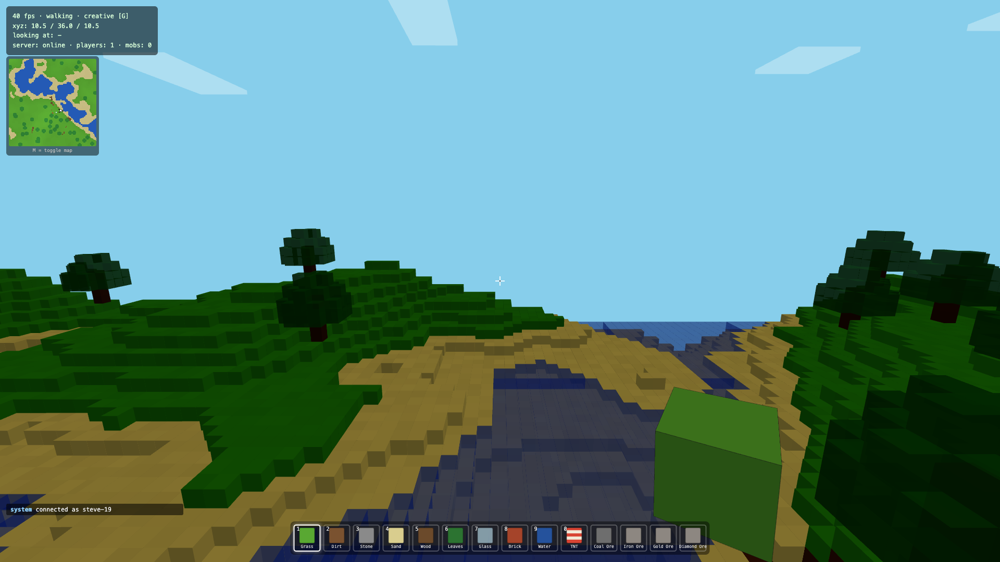 40 fps · walking · creative [G]
xyz: 10.5 / 36.0 / 10.5
looking at: –
server: online · players: 1 · mobs: 0
M = toggle map
system connected as steve-19
1 2 3 4 5 6 7 8 9 0
Grass Dirt Stone Sand Wood Leaves Glass Brick Water TNT Coal Ore Iron Ore Gold Ore Diamond Ore